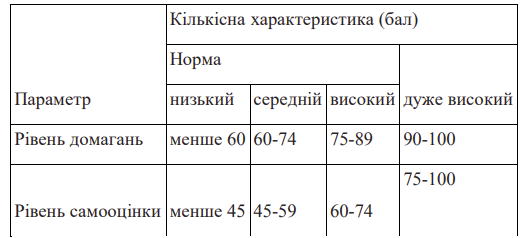 Кількісна характеристика (бал)
Норма
Параметр низький середній високий дуже високий
Рівень домагань менше 60 60-74 75-89 90-100
Рівень самооцінки менше 45 45-59 60-74 75-100